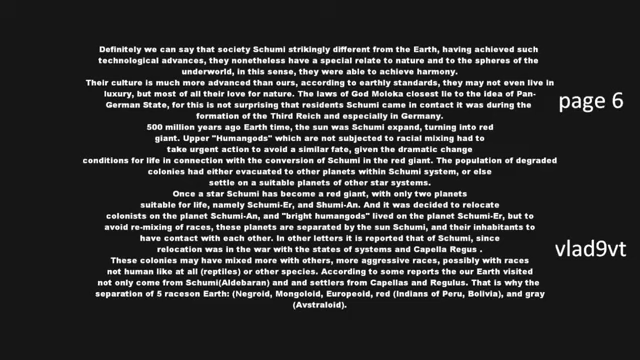 Definitely we can say that society Schumi strikingly different from the Earth, having achieved such
technological advances, they nonetheless have a special relate to nature and to the spheres of the
underworld, in this sense, they were able to achieve harmony.
Their culture is much more advanced than ours, according to earthly standards, they may not even live in
luxury, but most of all their love for nature. The laws of God Moloka closest lie to the idea of Pan-
German State, for this is not surprising that residents Schumi came in contact it was during the
formation of the Third Reich and especially in Germany.
500 million years ago Earth time, the sun was Schumi expand, turning into red
giant. Upper "Humangods" which are not subjected to racial mixing had to
take urgent action to avoid a similar fate, given the dramatic change
conditions for life in connection with the conversion of Schumi in the red giant. The population of degraded
colonies had either evacuated to other planets within Schumi system, or else
settle on a suitable planets of other star systems.
Once a star Schumi has become a red giant, with only two planets
suitable for life, namely Schumi-Er, and Shumi-An. And it was decided to relocate
colonists on the planet Schumi-An, and "bright humangods" lived on the planet Schumi-Er, but to
avoid re-mixing of races, these planets are separated by the sun Schumi, and their inhabitants to
have contact with each other. In other letters it is reported that of Schumi, since
relocation was in the war with the states of systems and Capella Regus .
These colonies may have mixed more with others, more aggressive races, possibly with races
not human like at all (reptiles) or other species. According to some reports the our Earth visited
not only come from Schumi(Aldebaran) and and settlers from Capellas and Regulus. That is why the
separation of 5 raceson Earth: (Negroid, Mongoloid, Europeoid, red (Indians of Peru, Bolivia), and gray
(Avstraloid).
page 6
vlad9vt